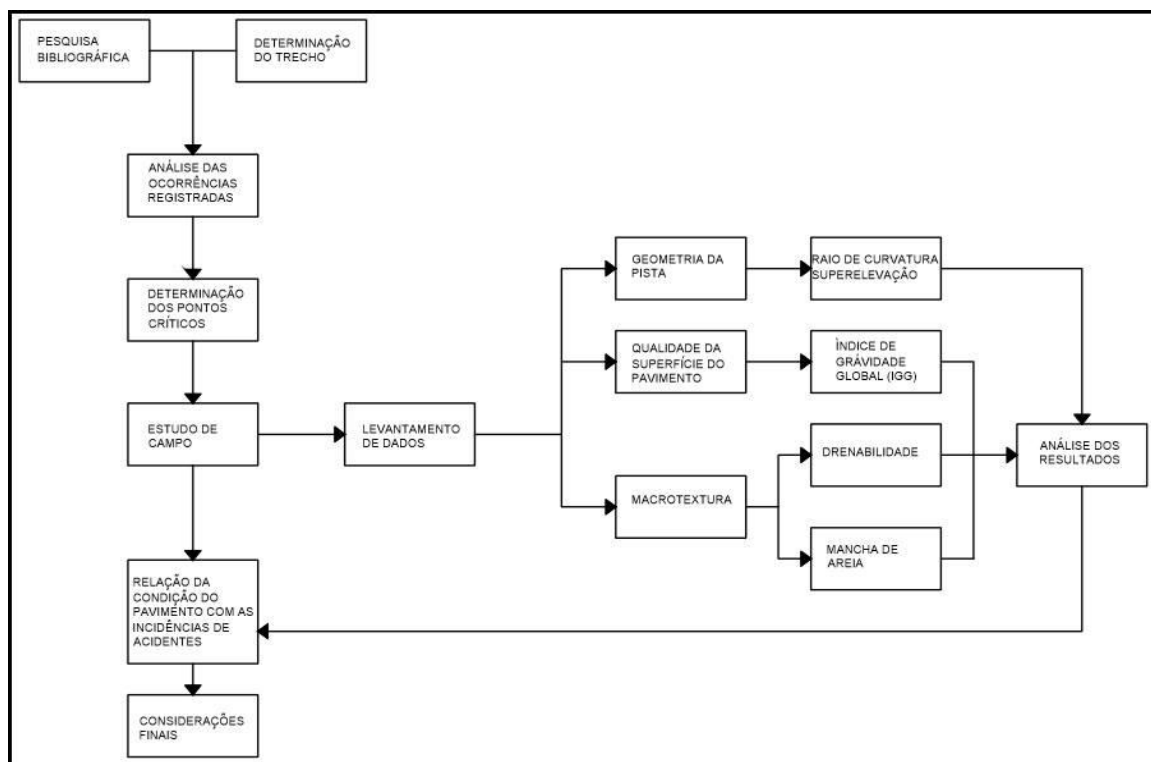 PESQUISA
BIBLIOGRÁFICA
DETERMINAÇÃO
DO TRECHO
ANÁLISE DAS
OCORRÊNCIAS
REGISTRADAS
DETERMINAÇÃO
DOS PONTOS
CRÍTICOS
ESTUDO DE
CAMPO
LEVANTAMENTO
DE DADOS
GEOMETRIA DA
PISTA
RAIO DE CURVATURA
SUPERELEVAÇÃO
QUALIDADE DA
SUPERFÍCIE DO
PAVIMENTO
ÌNDICE DE
GRÁVIDADE
GLOBAL (IGG)
MACROTEXTURA
DRENABILIDADE
MANCHA DE
AREIA
ANÁLISE DOS
RESULTADOS
RELAÇÃO DA
CONDIÇÃO DO
PAVIMENTO COM AS
INCIDÊNCIAS DE
ACIDENTES
CONSIDERAÇÕES
FINAIS